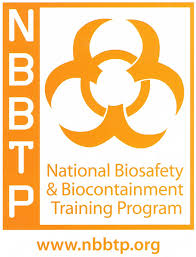 NBBTP
National Biosafety
& Biocontainment
Training Program
www.nbbtp.org